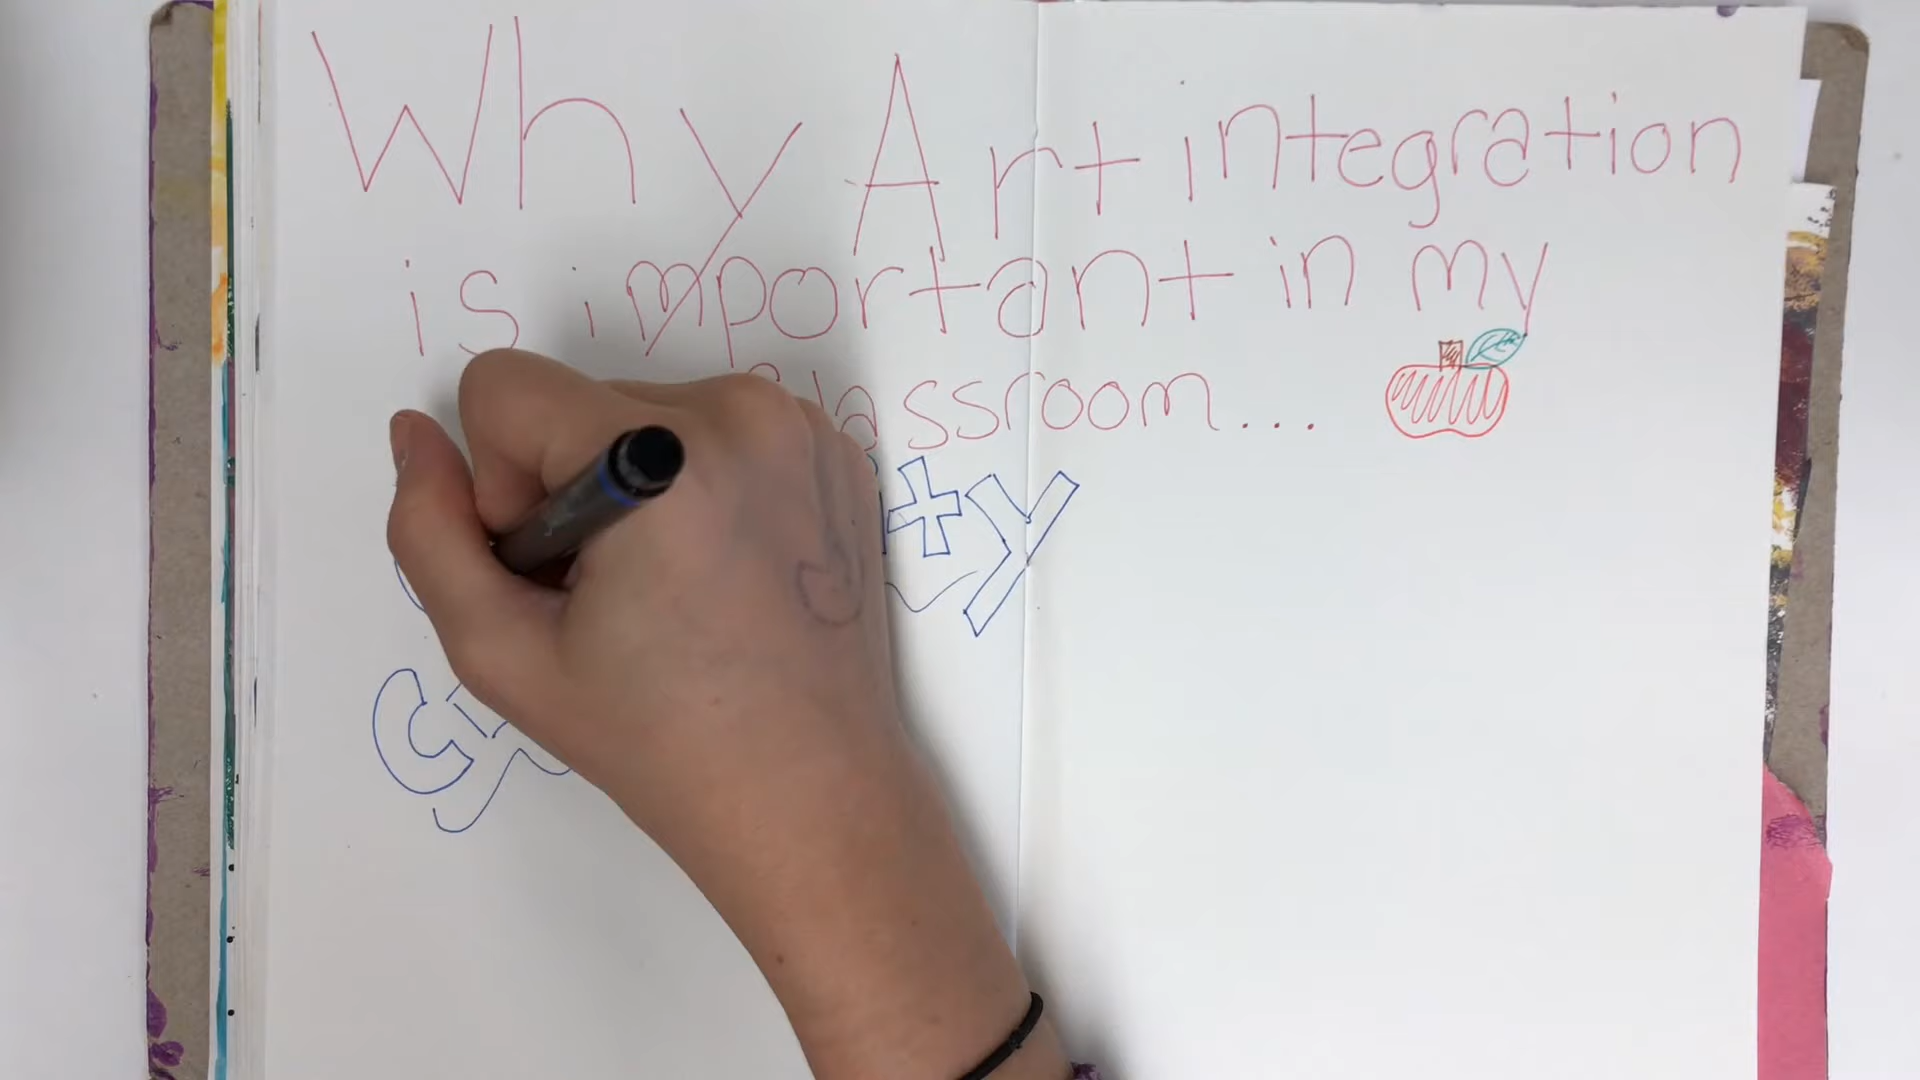 Why Art integration
is important in my
classroom...